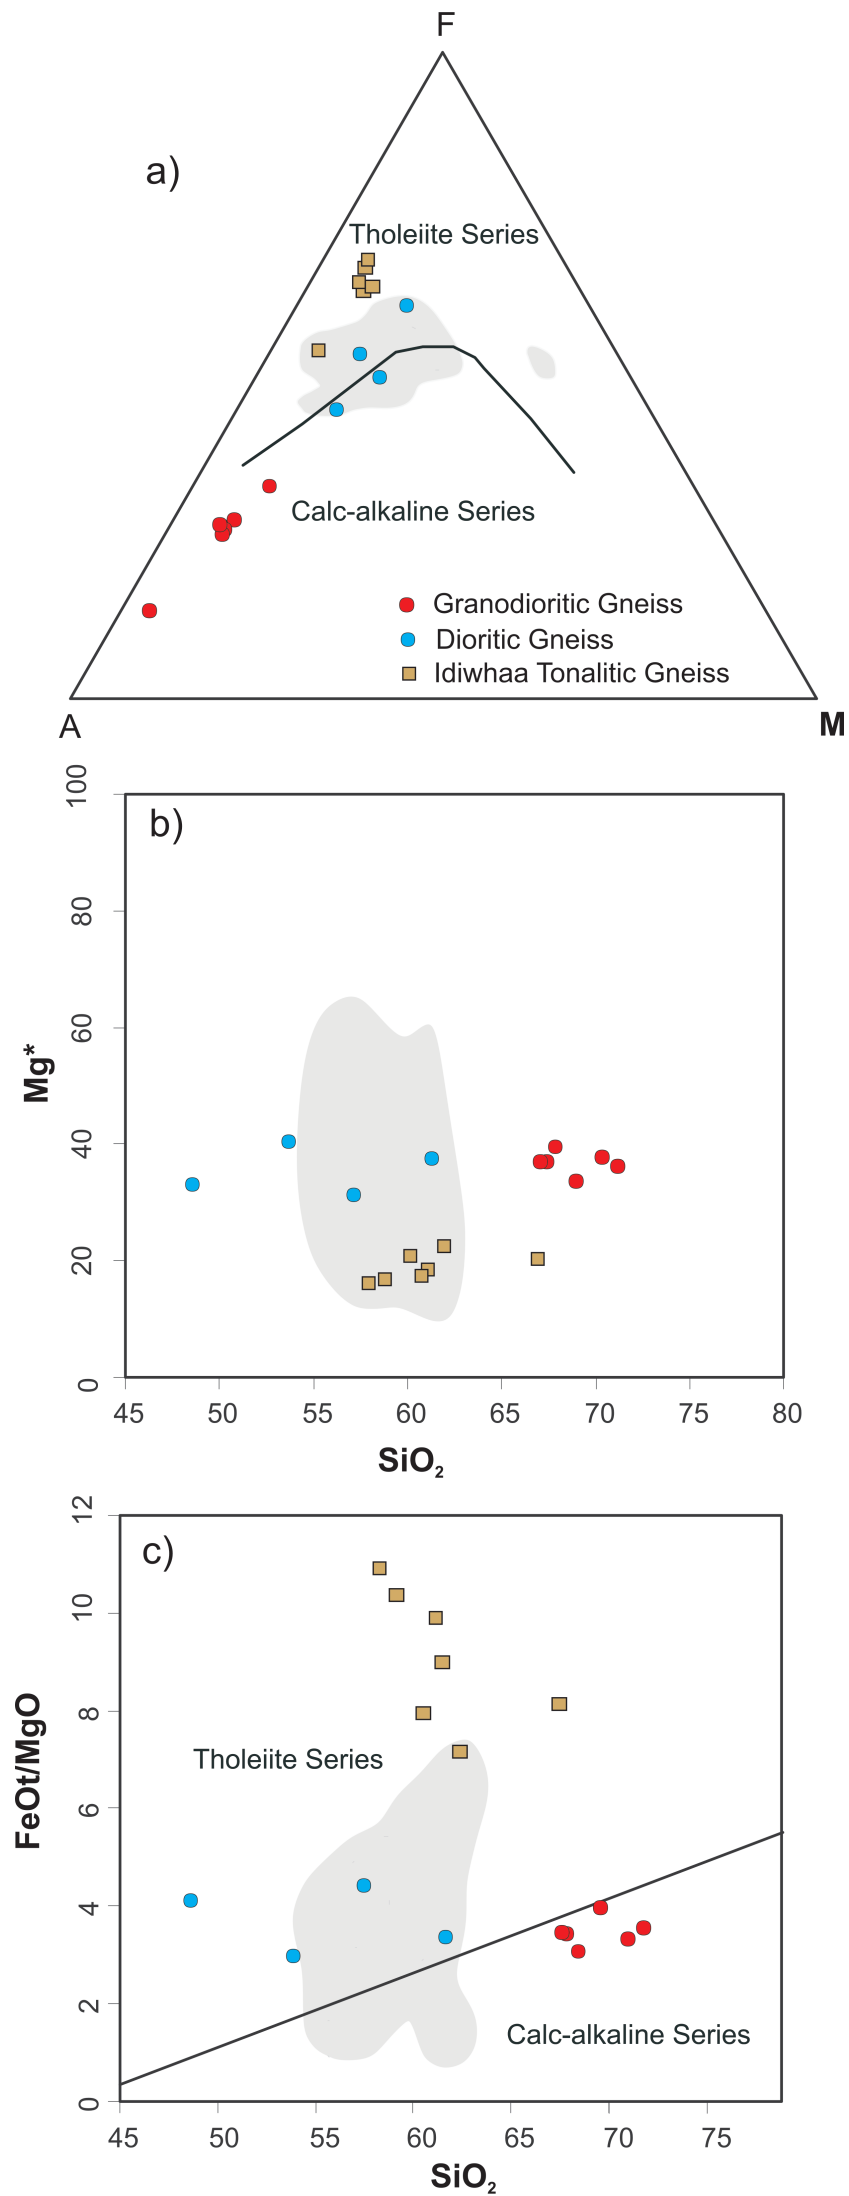 F
a)
Tholeiite Series
Calc-alkaline Series
Granodioritic Gneiss
Dioritic Gneiss
Idiwhaa Tonalitic Gneiss
A
M
b)
100
80
60
40
20
0
Mg*
45 50 55 60 65 70 75 80
SiO₂
c)
12
10
8
6
4
2
0
FeOt/MgO
Tholeiite Series
Calc-alkaline Series
45 50 55 60 65 70 75
SiO₂